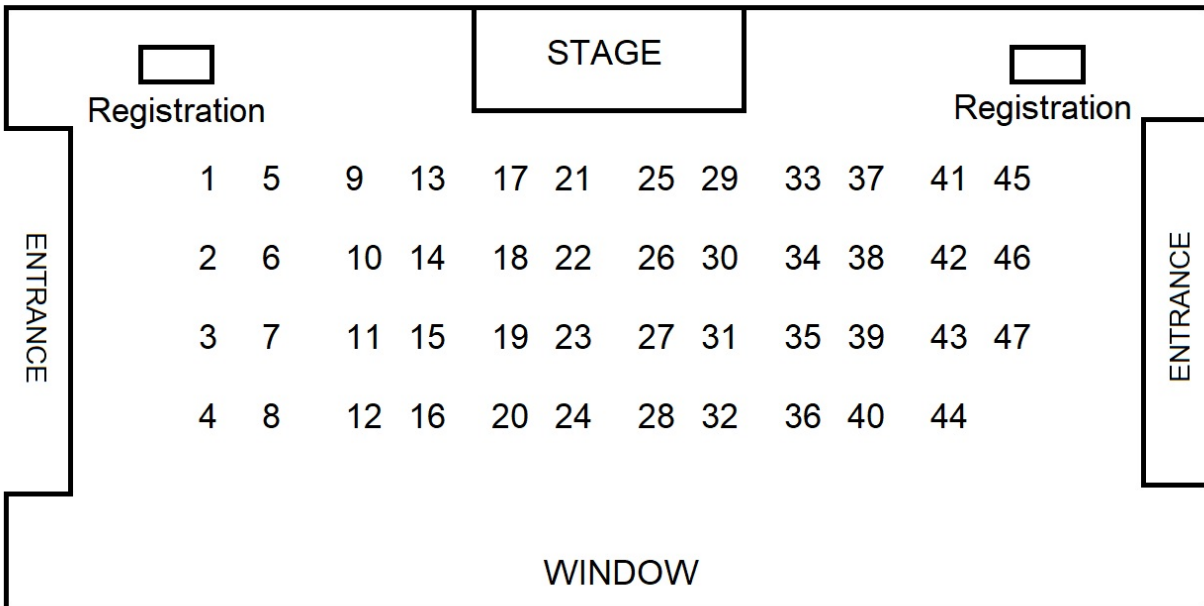 STAGE
Registration
Registration
1 5 9 13 17 21 25 29 33 37 41 45
2 6 10 14 18 22 26 30 34 38 42 46
3 7 11 15 19 23 27 31 35 39 43 47
4 8 12 16 20 24 28 32 36 40 44
ENTRANCE
ENTRANCE
WINDOW